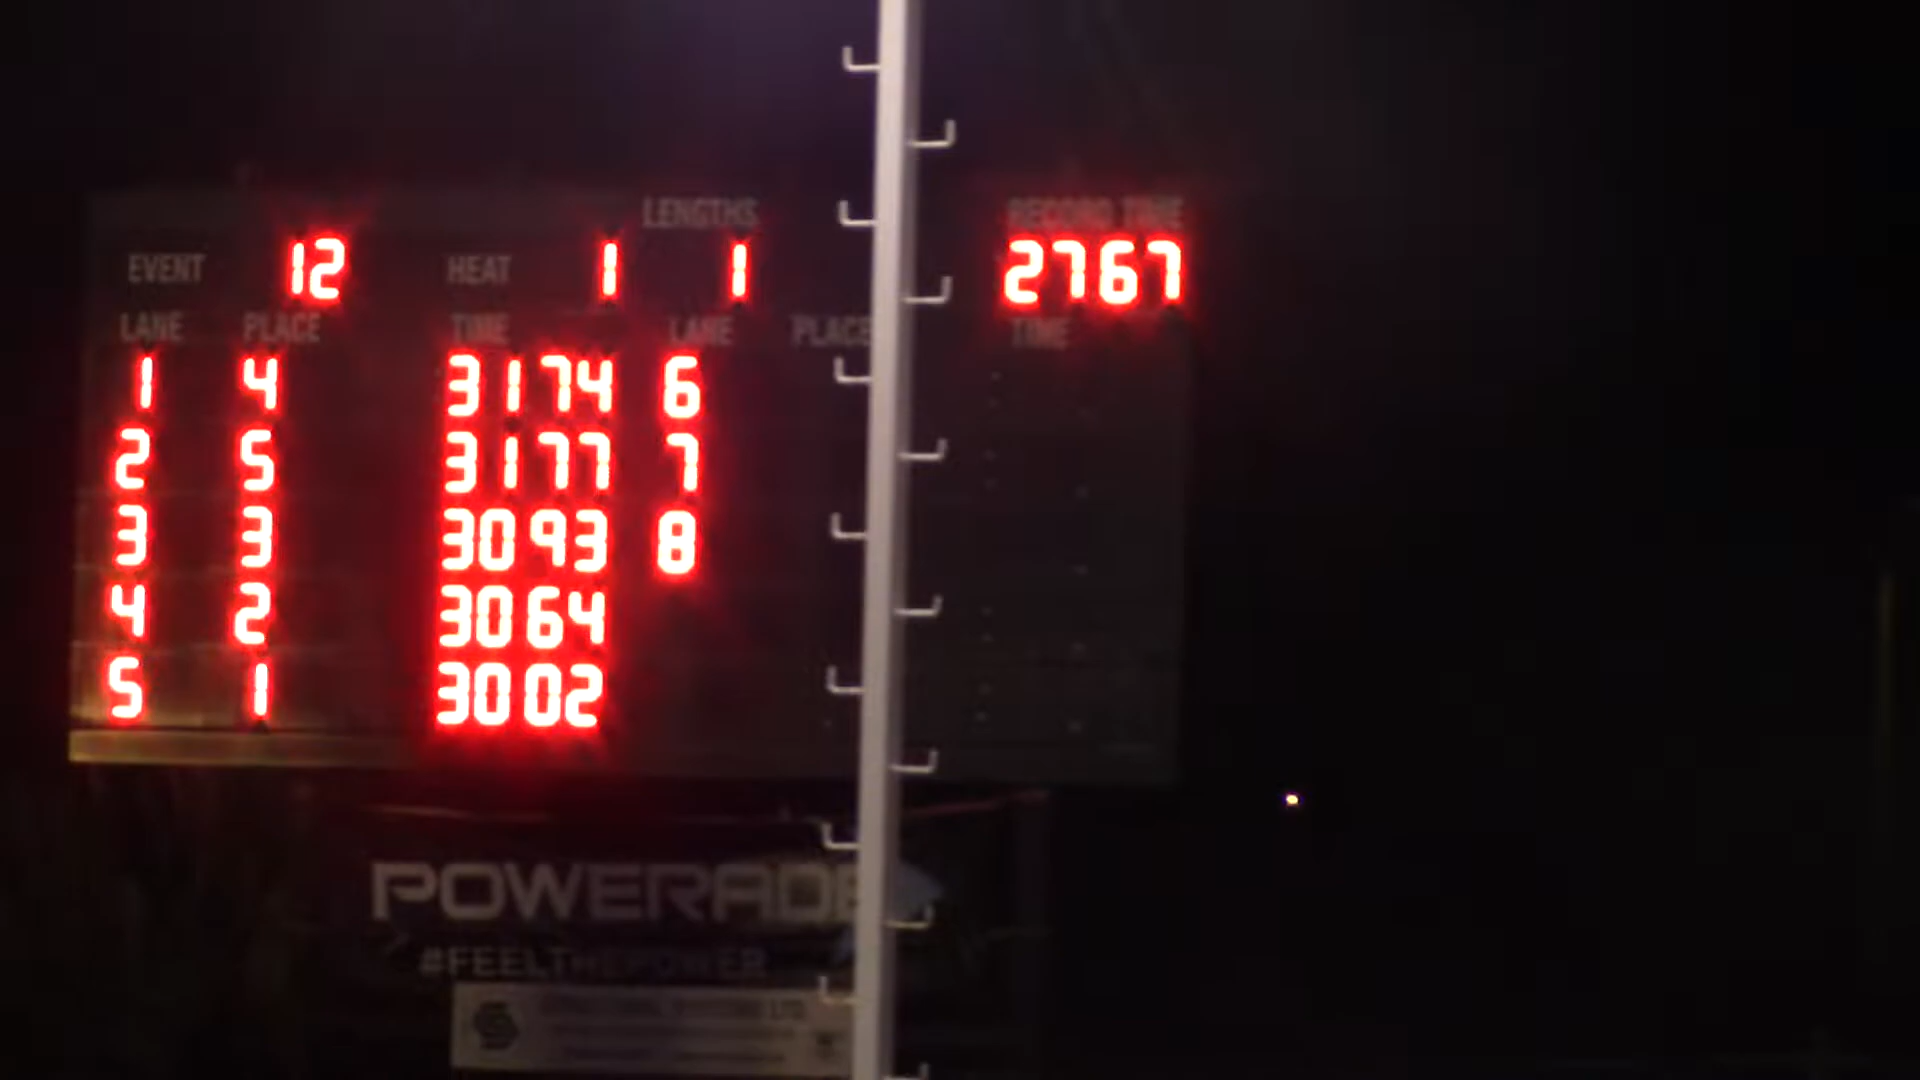 LENGTHS RECORD TIME
EVENT 12 HEAT 1 1 2767
LANE PLACE TIME LANE PLACE TIME
1 4 3174 6
2 5 3177 7
3 3 3093 8
4 2 3064
5 1 3002
POWERADE
#FEELTHEPOWER